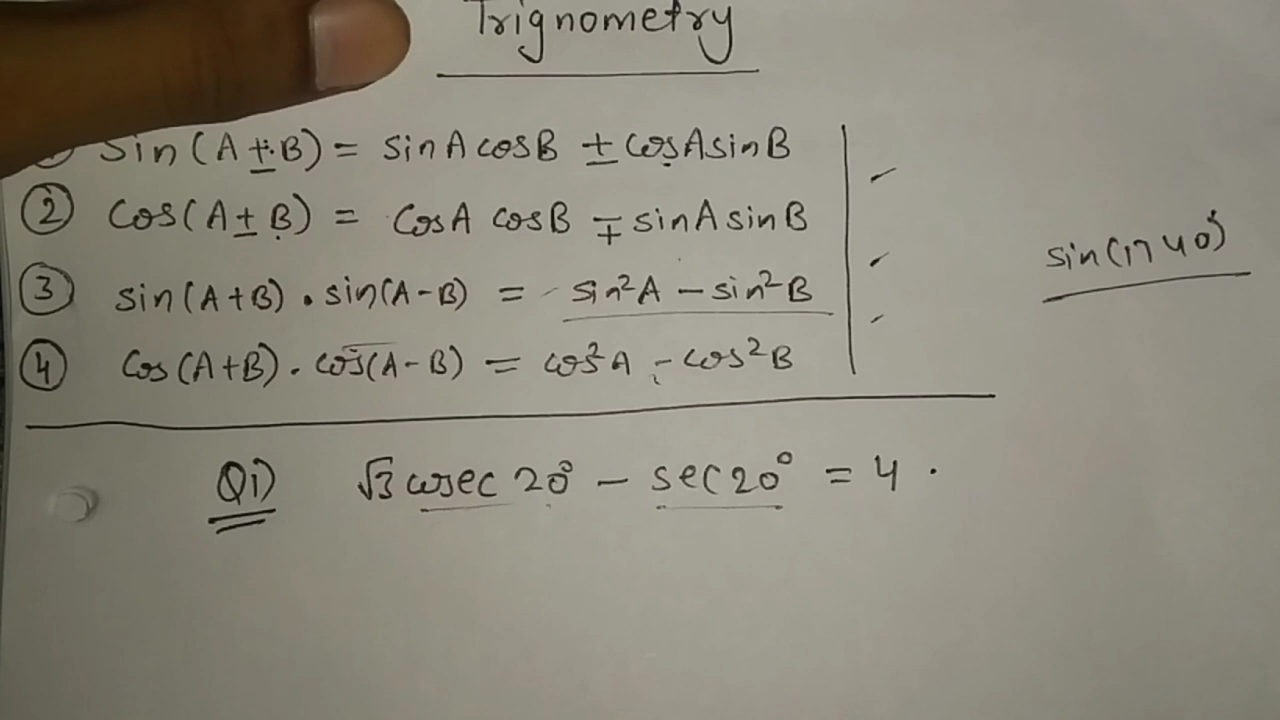 Trignometry
Sin(A±B) = sinA cosB ± cosA sinB
② Cos(A±B) = CosA cosB ∓ sinA sinB
③ sin(A+B) . sin(A-B) = sin²A - sin²B
④ Cos(A+B) . cos(A-B) = cos²A - cos²B
sin(1740°)
Q1) √3 cosec 20° - sec 20° = 4 .